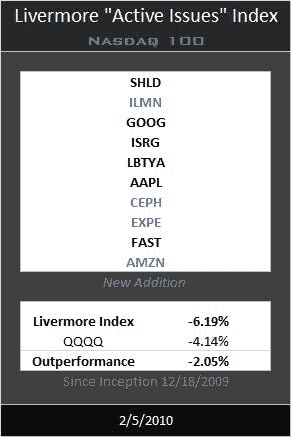 Livermore "Active Issues" Index
NASDAQ 100
SHLD
ILMN
GOOG
ISRG
LBTYA
AAPL
CEPH
EXPE
FAST
AMZN
New Addition
Livermore Index -6.19%
QQQQ -4.14%
Outperformance -2.05%
Since Inception 12/18/2009
2/5/2010